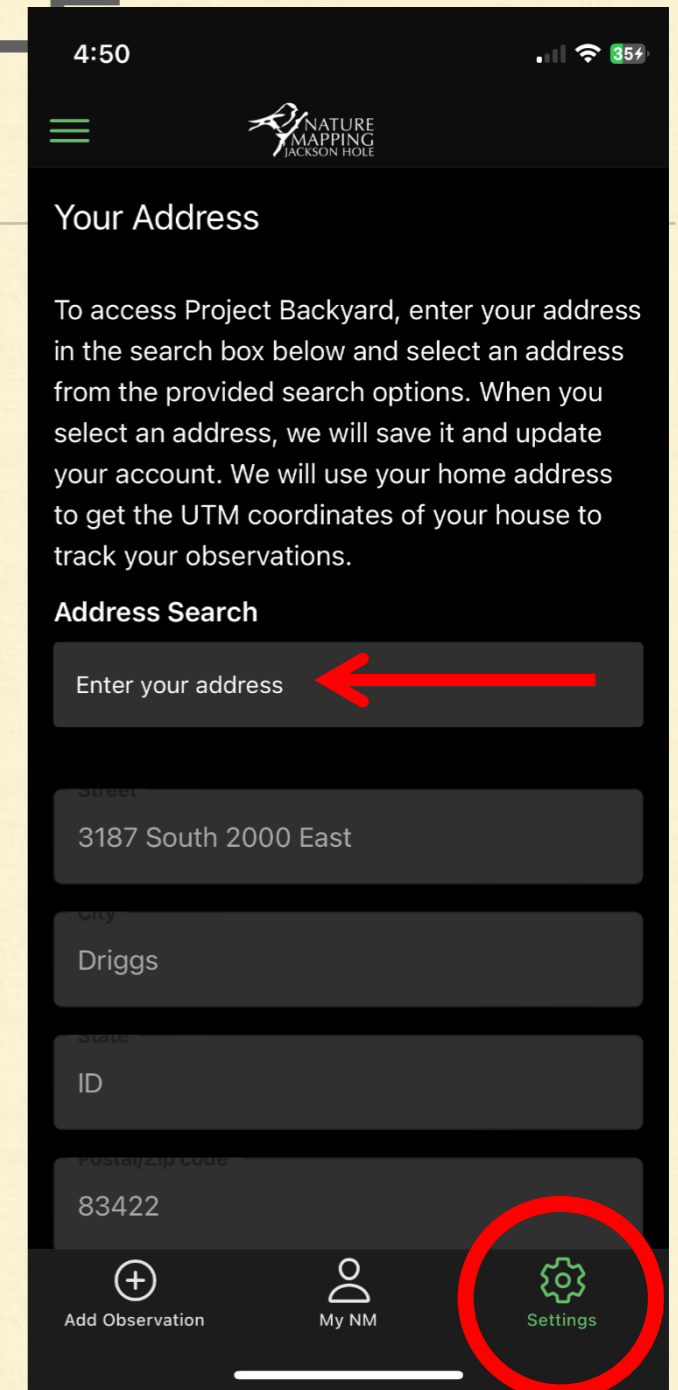 4:50
35
NATURE
MAPPING
JACKSON HOLE
Your Address
To access Project Backyard, enter your address
in the search box below and select an address
from the provided search options. When you
select an address, we will save it and update
your account. We will use your home address
to get the UTM coordinates of your house to
track your observations.
Address Search
Enter your address
Street
3187 South 2000 East
City
Driggs
State
ID
Postal/Zip code
83422
Add Observation
My NM
Settings